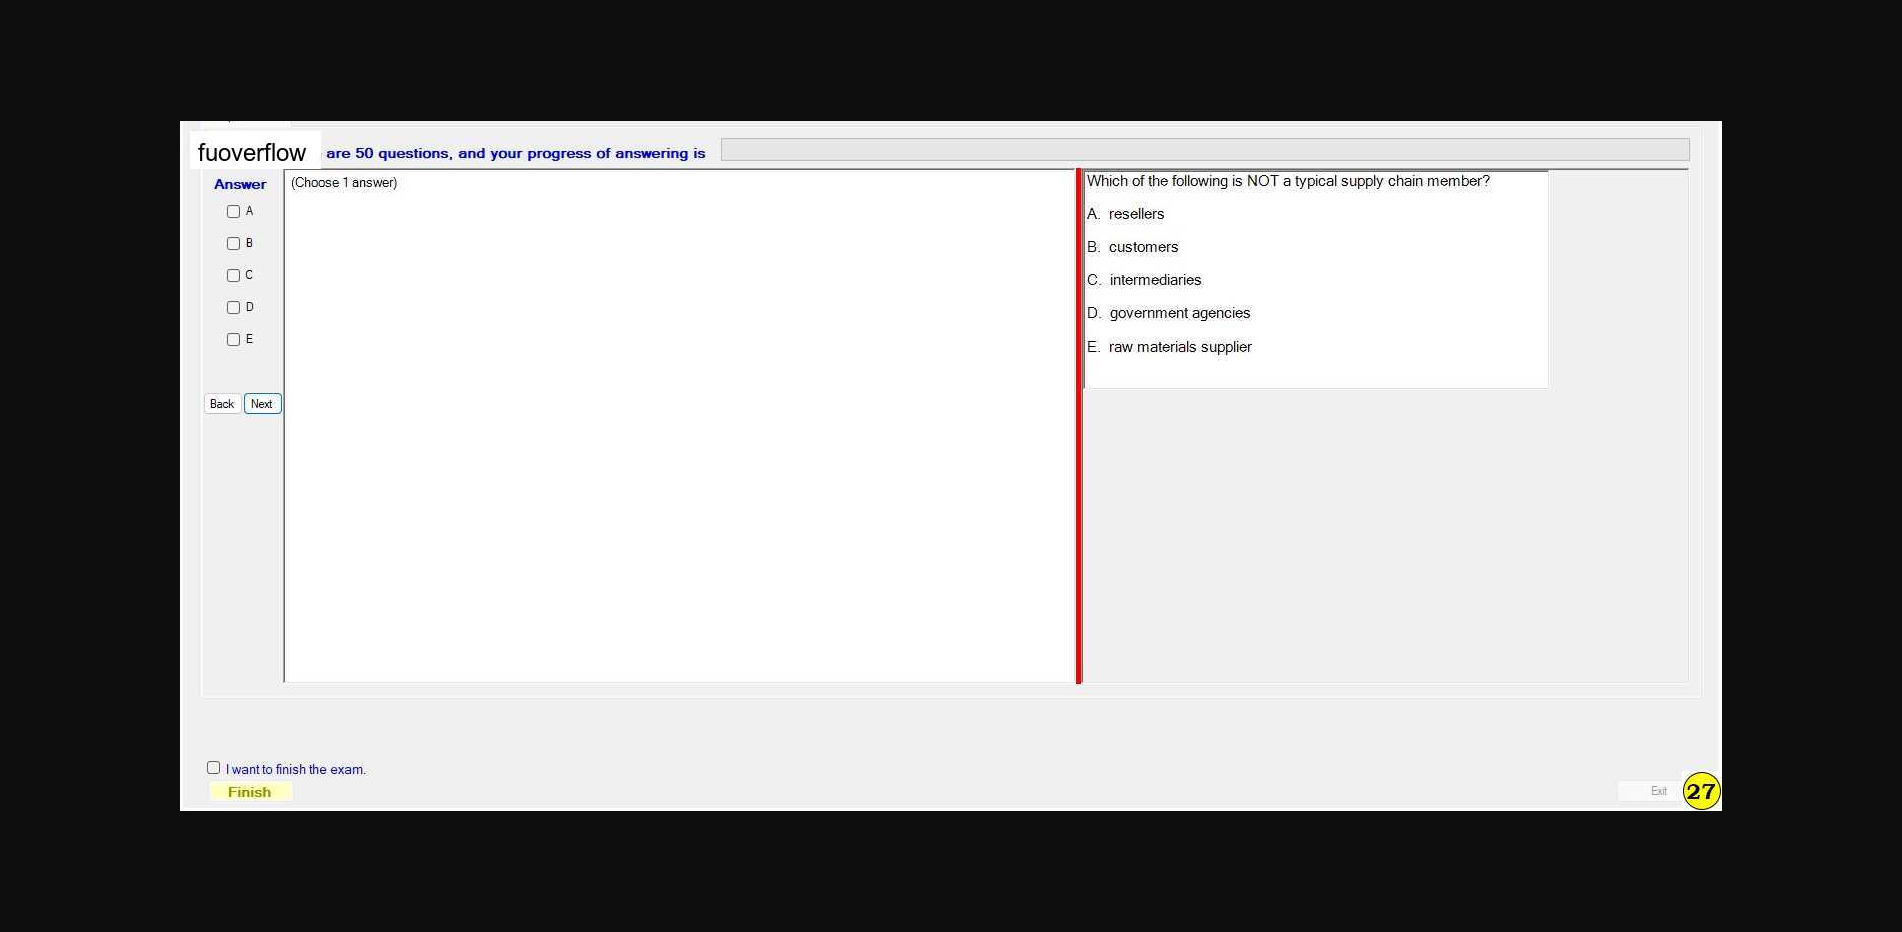 fuoverflow are 50 questions, and your progress of answering is
Answer
A
B
C
D
E
Back Next
(Choose 1 answer)
Which of the following is NOT a typical supply chain member?
A. resellers
B. customers
C. intermediaries
D. government agencies
E. raw materials supplier
I want to finish the exam.
Finish
Exit
27